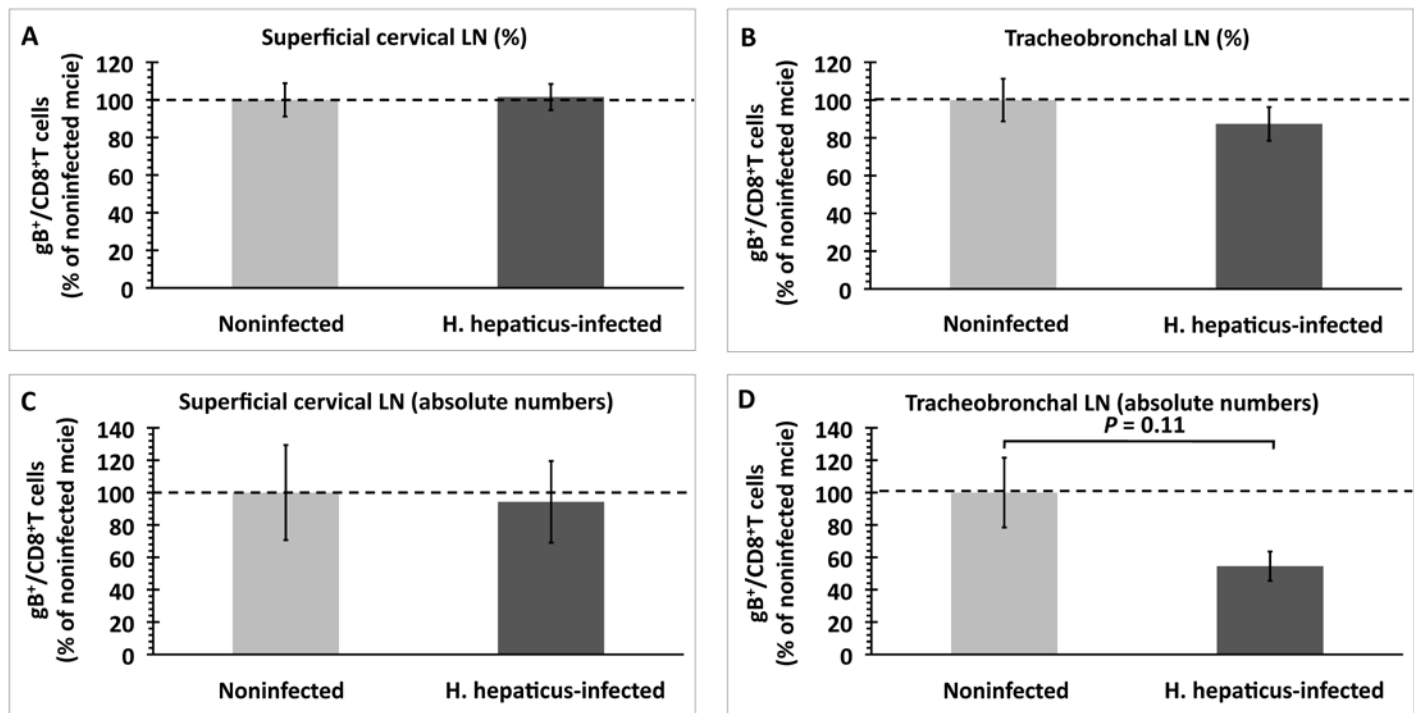 A
Superficial cervical LN (%)
gB⁺/CD8⁺T cells
(% of noninfected mcie)
120
100
80
60
40
20
0
Noninfected
H. hepaticus-infected
B
Tracheobronchal LN (%)
gB⁺/CD8⁺T cells
(% of noninfected mcie)
120
100
80
60
40
20
0
Noninfected
H. hepaticus-infected
C
Superficial cervical LN (absolute numbers)
gB⁺/CD8⁺T cells
(% of noninfected mcie)
140
120
100
80
60
40
20
0
Noninfected
H. hepaticus-infected
D
Tracheobronchal LN (absolute numbers)
P = 0.11
gB⁺/CD8⁺T cells
(% of noninfected mcie)
140
120
100
80
60
40
20
0
Noninfected
H. hepaticus-infected